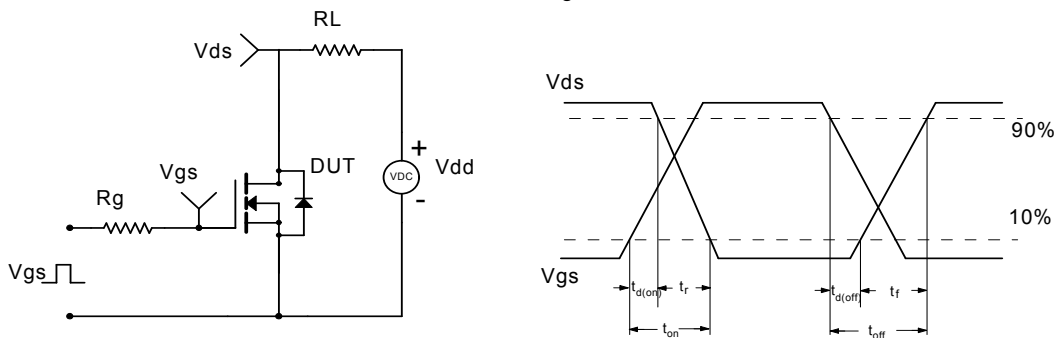 RL
Vds
Vgs
DUT
Rg
VDC
+
Vdd
-
Vgs
Vds
90%
10%
Vgs
td(on)
tr
td(off)
tf
ton
toff